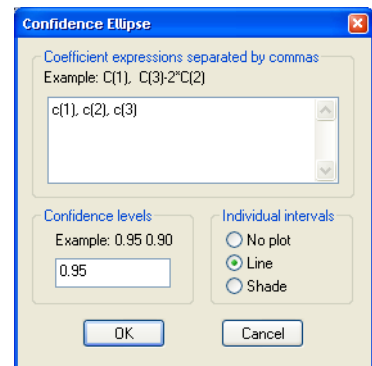 Confidence Ellipse
Coefficient expressions separated by commas
Example: C(1), C(3)-2*C(2)
c(1), c(2), c(3)
Confidence levels
Example: 0.95 0.90
0.95
Individual intervals
No plot
Line
Shade
OK
Cancel